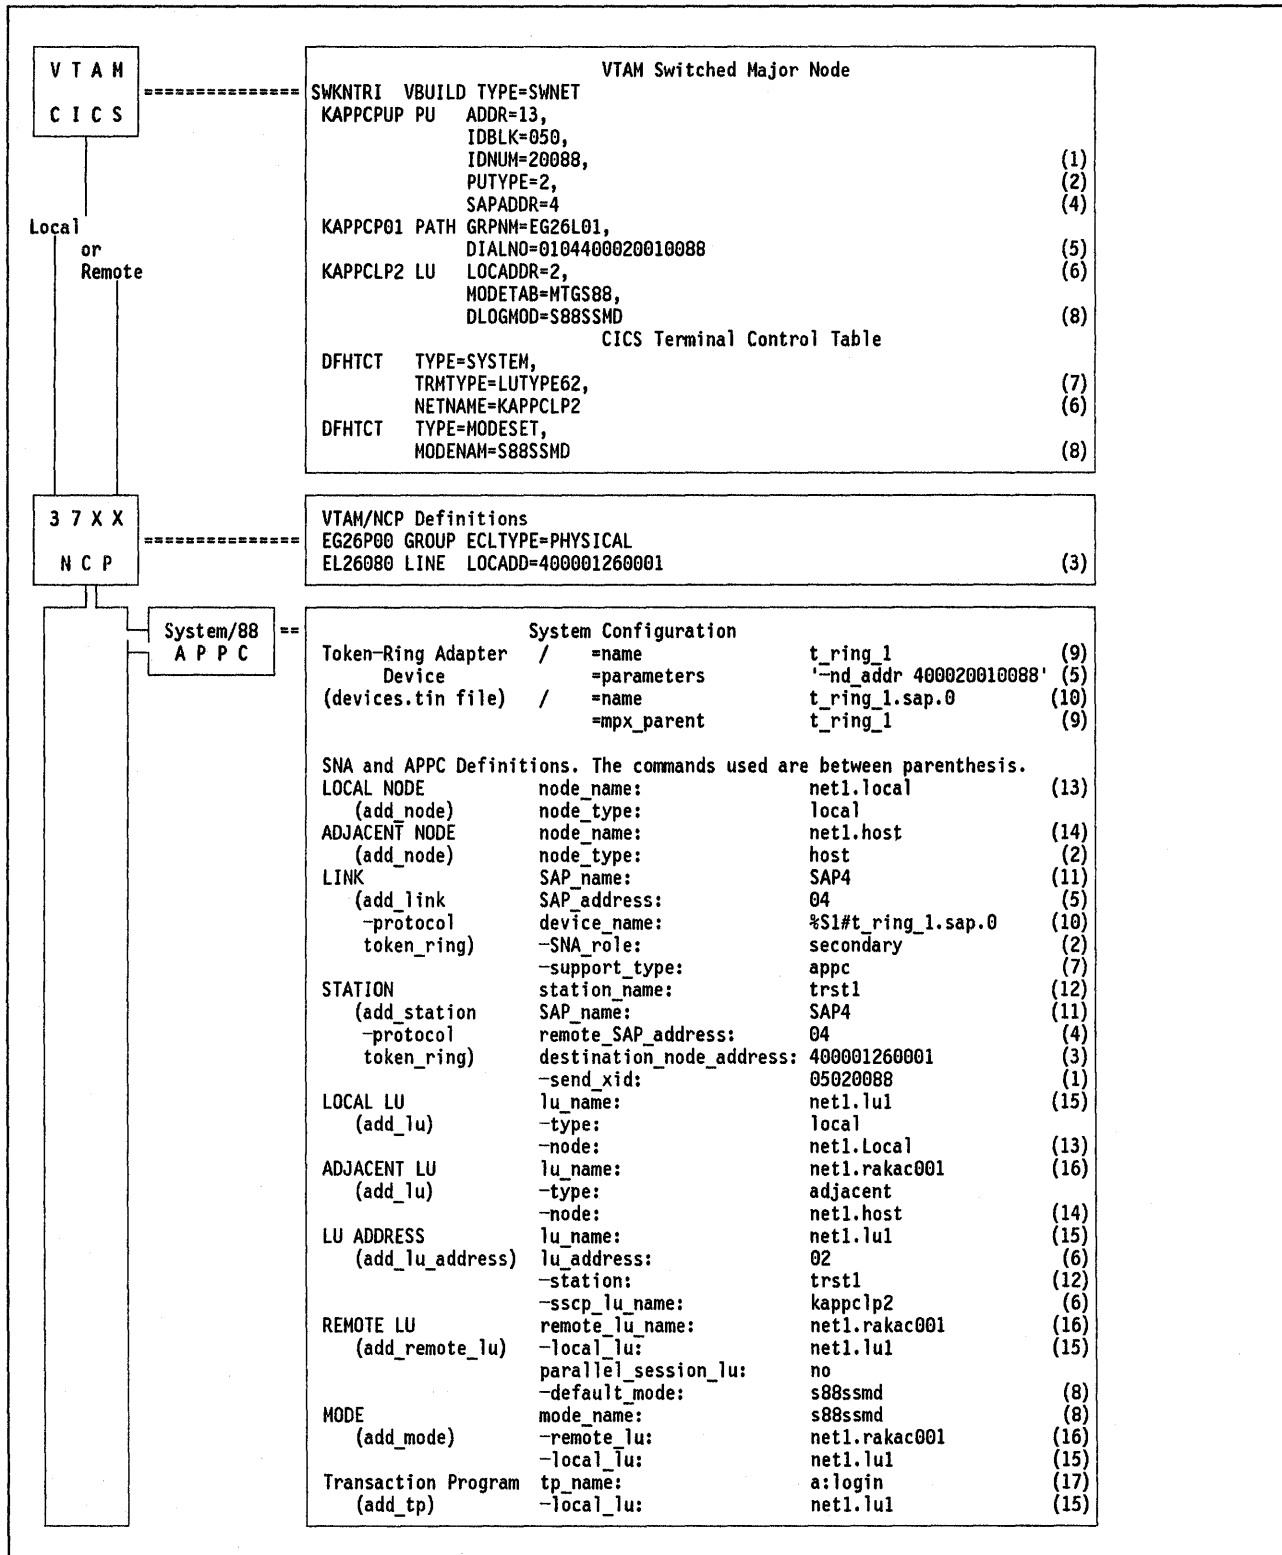 V T A M
C I C S
===============
Local
or
Remote
VTAM Switched Major Node
SWKNTRI VBUILD TYPE=SWNET
KAPPCPUP PU ADDR=13,
IDBLK=050,
IDNUM=20088, (1)
PUTYPE=2, (2)
SAPADDR=4 (4)
KAPPCP01 PATH GRPNM=EG26L01,
DIALNO=0104400020010088 (5)
KAPPCLP2 LU LOCADDR=2, (6)
MODETAB=MTGS88,
DLOGMOD=S88SSMD (8)
CICS Terminal Control Table
DFHTCT TYPE=SYSTEM,
TRMTYPE=LUTYPE62, (7)
NETNAME=KAPPCLP2 (6)
DFHTCT TYPE=MODESET,
MODENAM=S88SSMD (8)
3 7 X X
N C P
===============
VTAM/NCP Definitions
EG26P00 GROUP ECLTYPE=PHYSICAL
EL26080 LINE LOCADD=400001260001 (3)
System/88
A P P C
==
System Configuration
Token-Ring Adapter / =name t_ring_1 (9)
Device =parameters '-nd_addr 400020010088' (5)
(devices.tin file) / =name t_ring_1.sap.0 (10)
=mpx_parent t_ring_1 (9)
SNA and APPC Definitions. The commands used are between parenthesis.
LOCAL NODE node_name: net1.local (13)
(add_node) node_type: local
ADJACENT NODE node_name: net1.host (14)
(add_node) node_type: host (2)
LINK SAP_name: SAP4 (11)
(add_link SAP_address: 04 (5)
-protocol device_name: %S1#t_ring_1.sap.0 (10)
token_ring) -SNA_role: secondary (2)
-support_type: appc (7)
STATION station_name: trst1 (12)
(add_station SAP_name: SAP4 (11)
-protocol remote_SAP_address: 04 (4)
token_ring) destination_node_address: 400001260001 (3)
-send_xid: 05020088 (1)
LOCAL LU lu_name: net1.lu1 (15)
(add_lu) -type: local
-node: net1.Local (13)
ADJACENT LU lu_name: net1.rakac001 (16)
(add_lu) -type: adjacent
-node: net1.host (14)
LU ADDRESS lu_name: net1.lu1 (15)
(add_lu_address) lu_address: 02 (6)
-station: trst1 (12)
-sscp_lu_name: kappclp2 (6)
REMOTE LU remote_lu_name: net1.rakac001 (16)
(add_remote_lu) -local_lu: net1.lu1 (15)
parallel_session_lu: no
-default_mode: s88ssmd (8)
MODE mode_name: s88ssmd (8)
(add_mode) -remote_lu: net1.rakac001 (16)
-local_lu: net1.lu1 (15)
Transaction Program tp_name: a:login (17)
(add_tp) -local_lu: net1.lu1 (15)